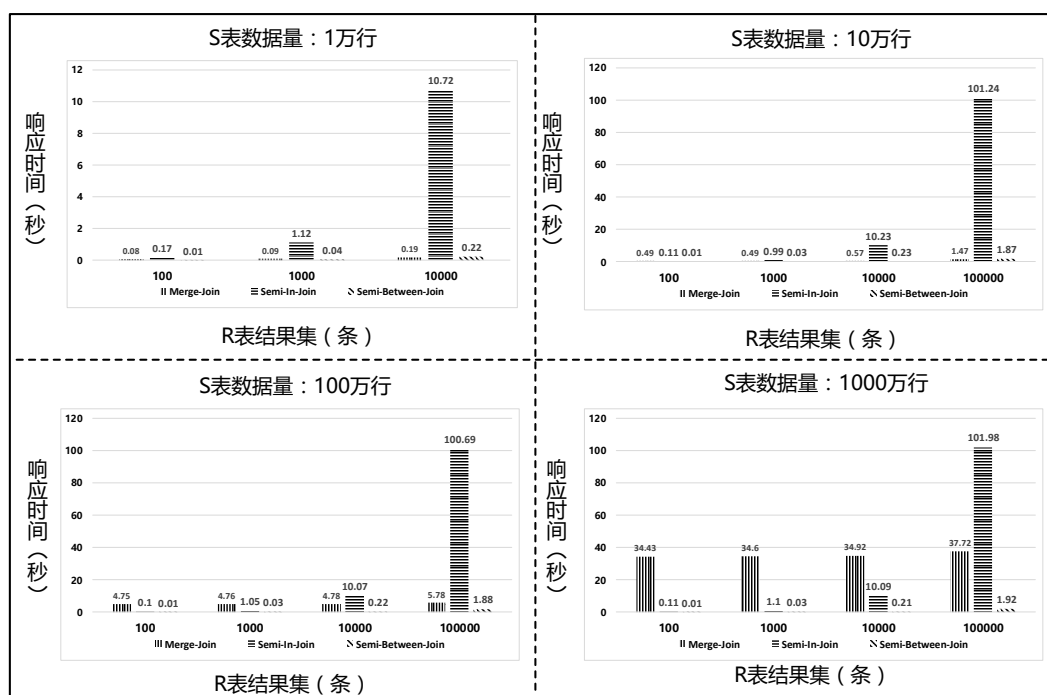 S表数据量：1万行
12
10
8
6
4
2
0
响应时间（秒）
0.08 0.17 0.01
0.09 1.12 0.04
0.19 10.72 0.22
100 1000 10000
Merge-Join Semi-In-Join Semi-Between-Join
R表结果集（条）
S表数据量：10万行
120
100
80
60
40
20
0
响应时间（秒）
0.49 0.11 0.01
0.49 0.99 0.03
0.57 10.23 0.23
1.47 101.24 1.87
100 1000 10000 100000
Merge-Join Semi-In-Join Semi-Between-Join
R表结果集（条）
S表数据量：100万行
120
100
80
60
40
20
0
响应时间（秒）
4.75 0.1 0.01
4.76 1.05 0.03
4.78 10.07 0.22
5.78 100.69 1.88
100 1000 10000 100000
Merge-Join Semi-In-Join Semi-Between-Join
R表结果集（条）
S表数据量：1000万行
120
100
80
60
40
20
0
响应时间（秒）
34.43 0.11 0.01
34.6 1.1 0.03
34.92 10.09 0.21
37.72 101.98 1.92
100 1000 10000 100000
Merge-Join Semi-In-Join Semi-Between-Join
R表结果集（条）